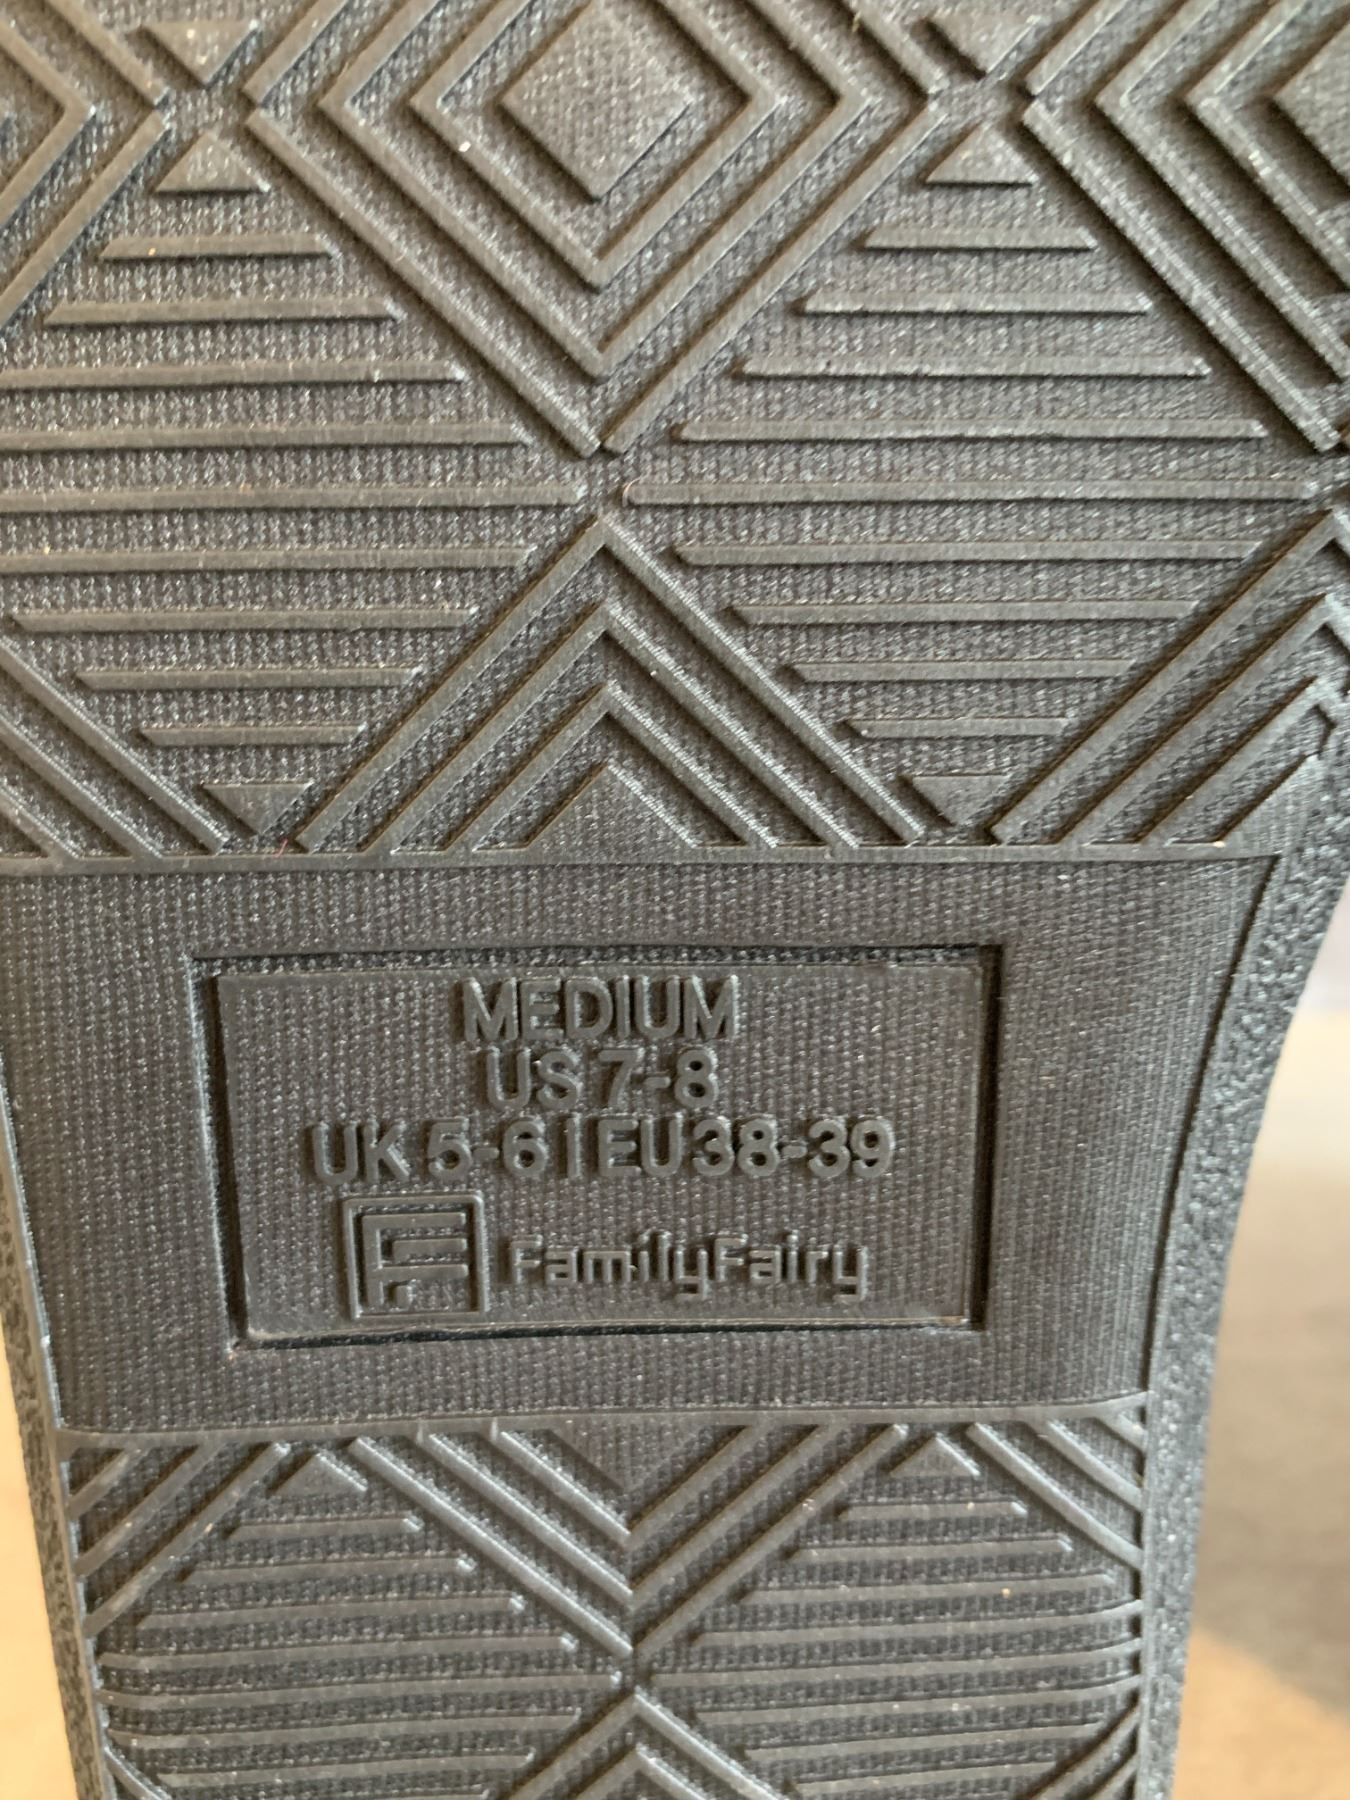 MEDIUM
US 7-8
UK 5-6 | EU 38-39
FamilyFairy